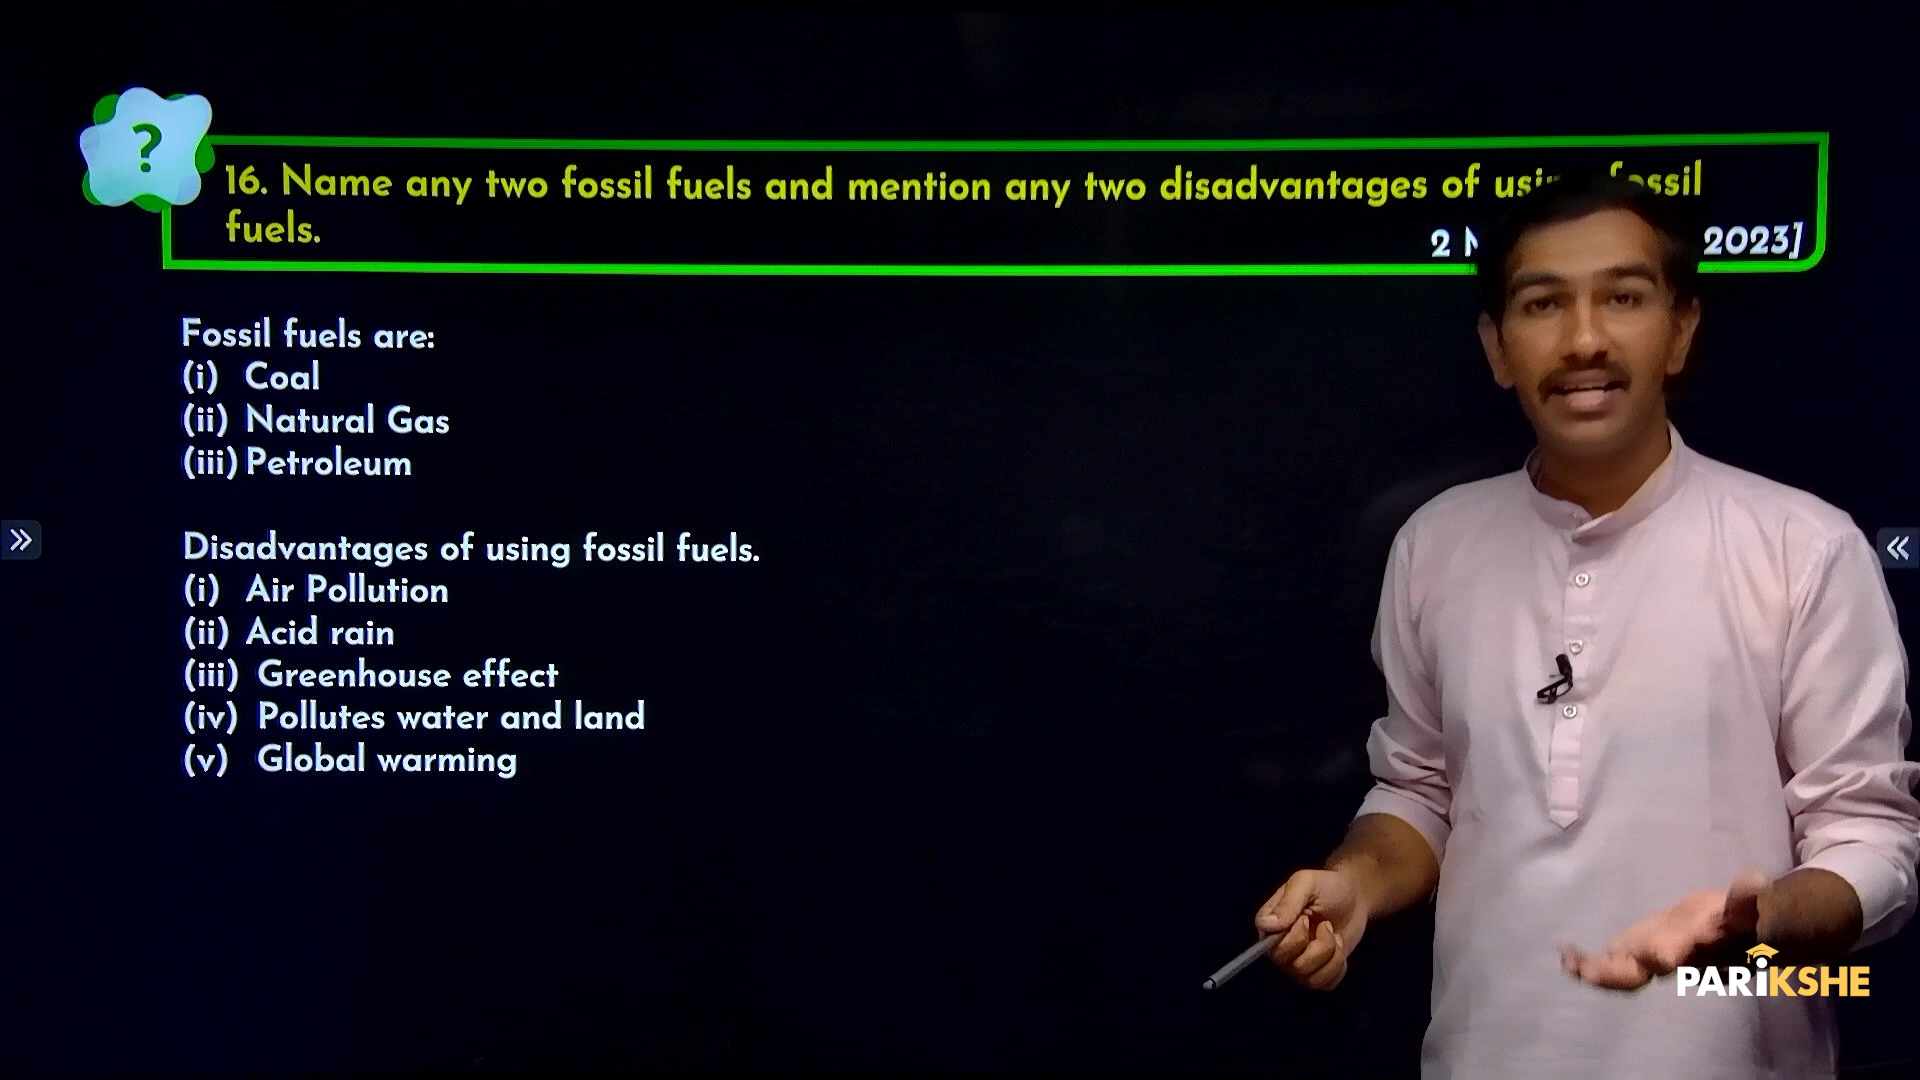 ?
16. Name any two fossil fuels and mention any two disadvantages of fossil
fuels.
2 2023]
Fossil fuels are:
(i) Coal
(ii) Natural Gas
(iii) Petroleum
Disadvantages of using fossil fuels.
(i) Air Pollution
(ii) Acid rain
(iii) Greenhouse effect
(iv) Pollutes water and land
(v) Global warming
PARiKSHE